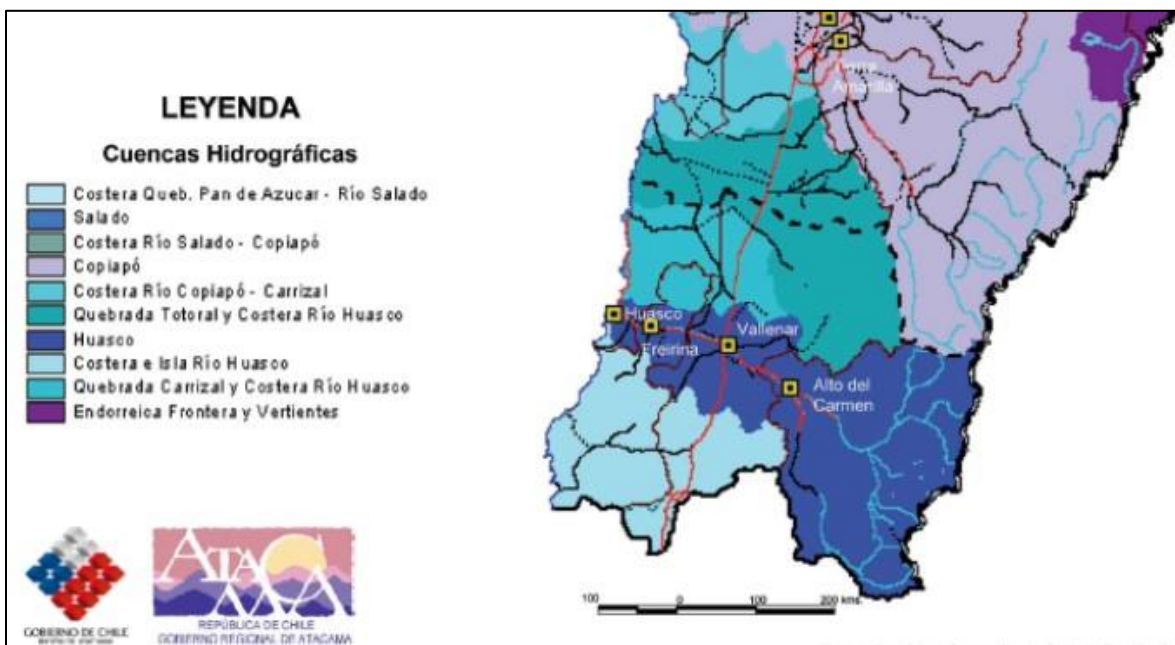 LEYENDA
Cuencas Hidrográficas
Costera Queb. Pan de Azucar - Río Salado
Salado
Costera Río Salado - Copiapó
Copiapó
Costera Río Copiapó - Carrizal
Quebrada Totoral y Costera Río Huasco
Huasco
Costera e Isla Río Huasco
Quebrada Carrizal y Costera Río Huasco
Endorreica Frontera y Vertientes
Tierra
Amarilla
Huasco
Freirina
Vallenar
Alto del
Carmen
100 0 100 200 kms.
GOBIERNO DE CHILE
ATACAMA
REPÚBLICA DE CHILE
GOBIERNO REGIONAL DE ATACAMA